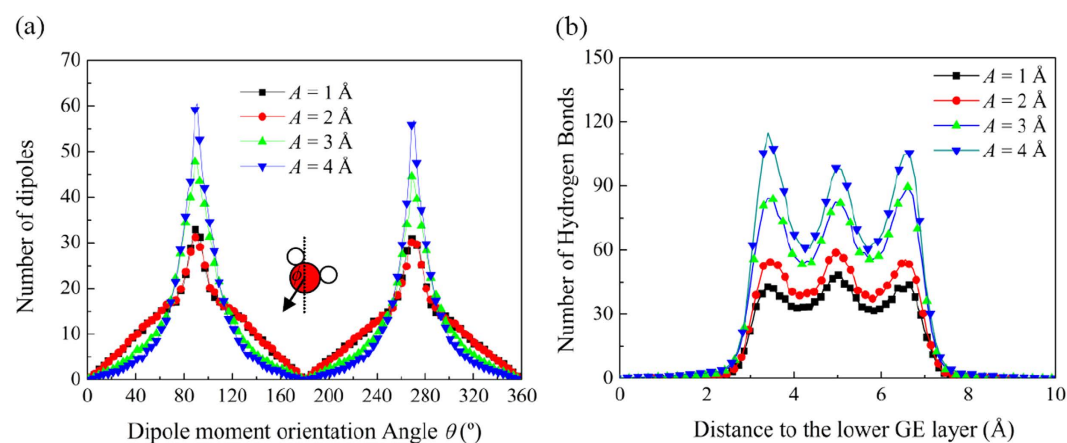 (a)
70
60
50
40
30
20
10
0
0 40 80 120 160 200 240 280 320 360
Number of dipoles
Dipole moment orientation Angle θ (º)
A = 1 Å
A = 2 Å
A = 3 Å
A = 4 Å
(b)
150
120
90
60
30
0
0 2 4 6 8 10
Number of Hydrogen Bonds
Distance to the lower GE layer (Å)
A = 1 Å
A = 2 Å
A = 3 Å
A = 4 Å